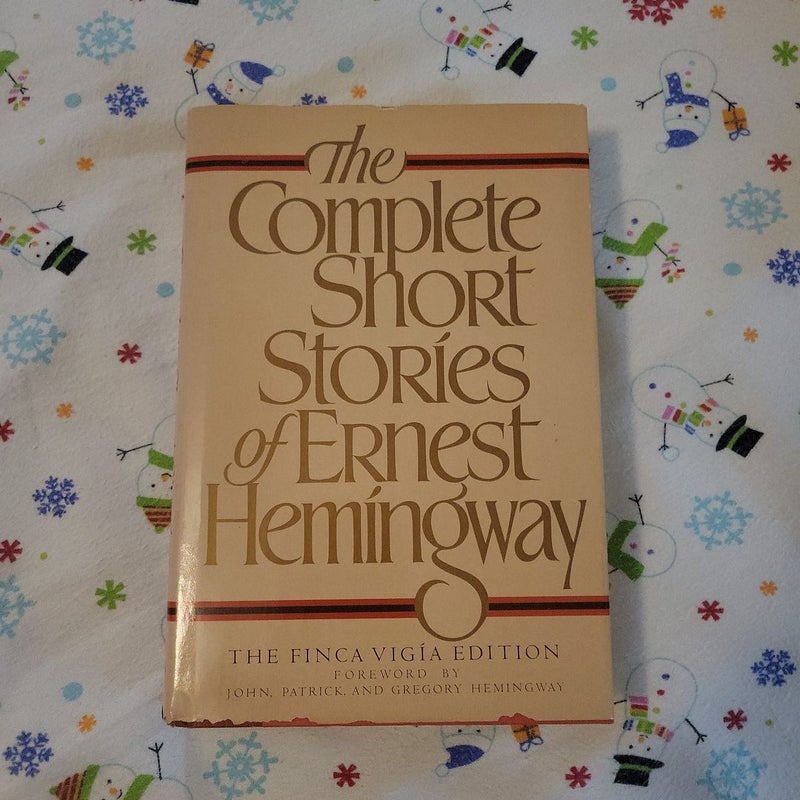 The
Complete
Short
Stories
of Ernest
Hemingway
THE FINCA VIGÍA EDITION
FOREWORD BY
JOHN, PATRICK, AND GREGORY HEMINGWAY